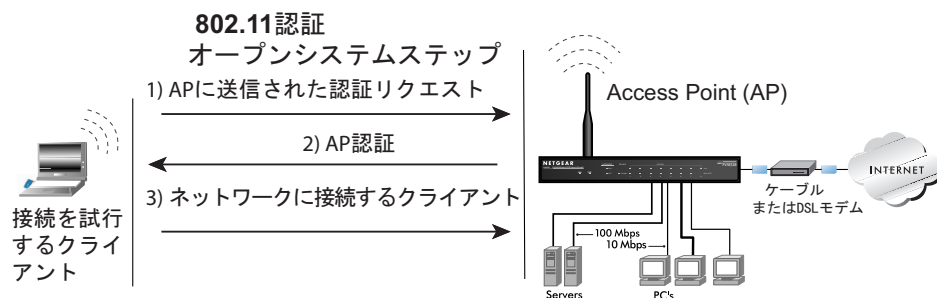 802.11認証
オープンシステムステップ
1) APに送信された認証リクエスト
2) AP認証
3) ネットワークに接続するクライアント
接続を試行
するクライ
アント
Access Point (AP)
NETGEAR
INTERNET
ケーブル
またはDSLモデム
100 Mbps
10 Mbps
Servers
PC's